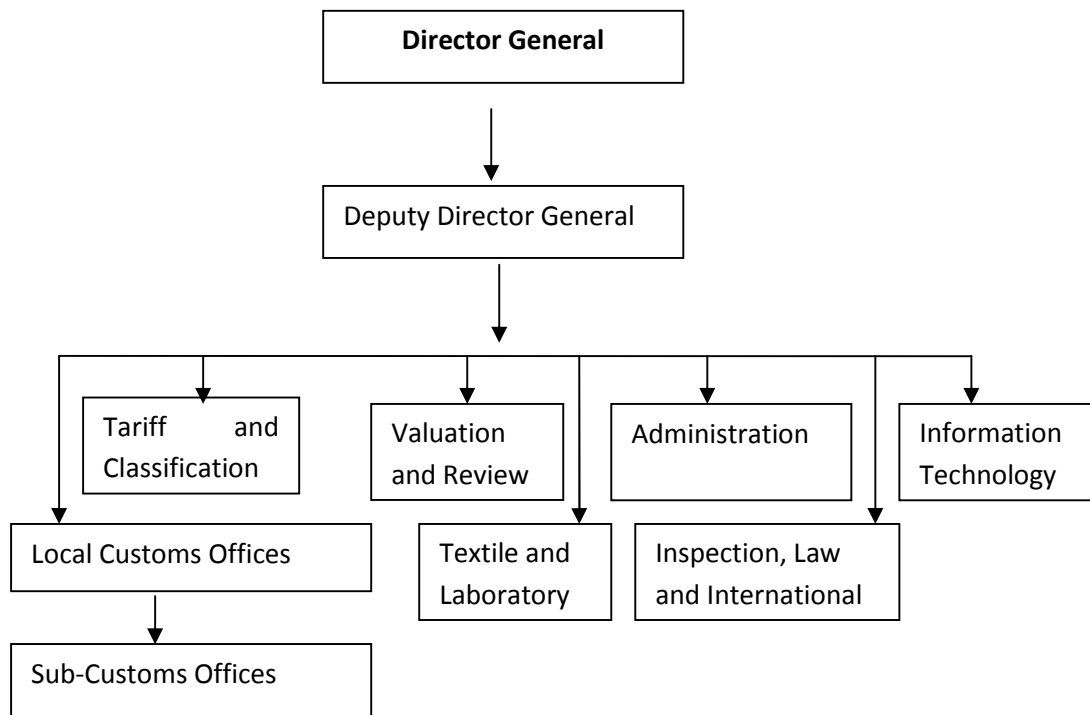 Director General
Deputy Director General
Tariff and
Classification
Valuation
and Review
Administration
Information
Technology
Local Customs Offices
Textile and
Laboratory
Inspection, Law
and International
Sub-Customs Offices